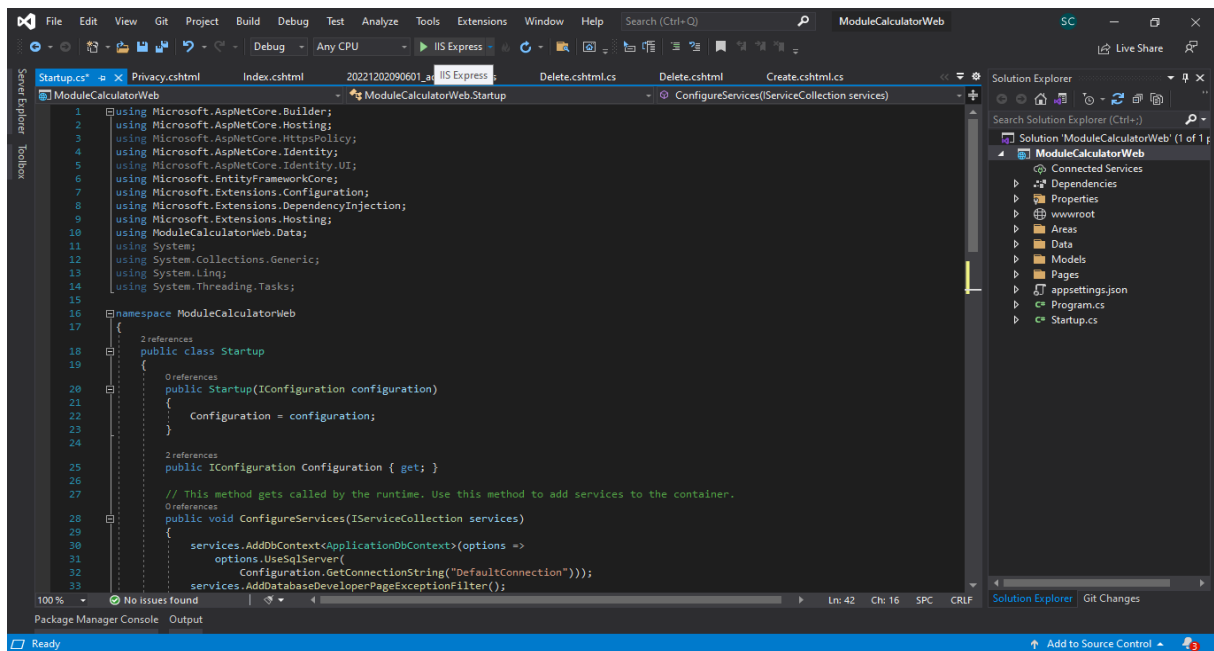 File Edit View Git Project Build Debug Test Analyze Tools Extensions Window Help Search (Ctrl+Q) ModuleCalculatorWeb SC
Debug Any CPU IIS Express Live Share
Server Explorer
Toolbox
Startup.cs* Privacy.cshtml Index.cshtml 20221202090601_ Delete.cshtml.cs Delete.cshtml Create.cshtml.cs
IIS Express
ModuleCalculatorWeb ModuleCalculatorWeb.Startup ConfigureServices(IServiceCollection services)
1 using Microsoft.AspNetCore.Builder;
2 using Microsoft.AspNetCore.Hosting;
3 using Microsoft.AspNetCore.HttpsPolicy;
4 using Microsoft.AspNetCore.Identity;
5 using Microsoft.AspNetCore.Identity.UI;
6 using Microsoft.EntityFrameworkCore;
7 using Microsoft.Extensions.Configuration;
8 using Microsoft.Extensions.DependencyInjection;
9 using Microsoft.Extensions.Hosting;
10 using ModuleCalculatorWeb.Data;
11 using System;
12 using System.Collections.Generic;
13 using System.Linq;
14 using System.Threading.Tasks;
15
16 namespace ModuleCalculatorWeb
17 {
2 references
18 public class Startup
19 {
0 references
20 public Startup(IConfiguration configuration)
21 {
22 Configuration = configuration;
23 }
24
2 references
25 public IConfiguration Configuration { get; }
26
27 // This method gets called by the runtime. Use this method to add services to the container.
0 references
28 public void ConfigureServices(IServiceCollection services)
29 {
30 services.AddDbContext<ApplicationDbContext>(options =>
31 options.UseSqlServer(
32 Configuration.GetConnectionString("DefaultConnection")));
33 services.AddDatabaseDeveloperPageExceptionFilter();
100 % No issues found Ln: 42 Ch: 16 SPC CRLF
Package Manager Console Output
Solution Explorer
Search Solution Explorer (Ctrl+;)
Solution 'ModuleCalculatorWeb' (1 of 1 p
ModuleCalculatorWeb
Connected Services
Dependencies
Properties
wwwroot
Areas
Data
Models
Pages
appsettings.json
C# Program.cs
C# Startup.cs
Solution Explorer Git Changes
Ready Add to Source Control 3